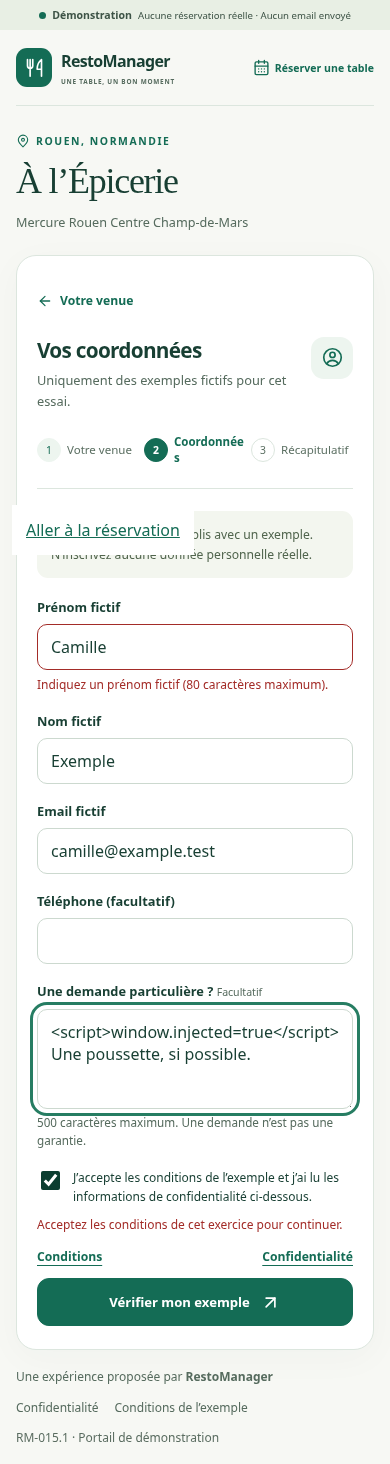 Démonstration Aucune réservation réelle · Aucun email envoyé
RestoManager
UNE TABLE, UN BON MOMENT
Réserver une table
ROUEN, NORMANDIE
À l’Épicerie
Mercure Rouen Centre Champ-de-Mars
Votre venue
Vos coordonnées
Uniquement des exemples fictifs pour cet
essai.
1 Votre venue
2 Coordonnée
s
3 Récapitulatif
Aller à la réservation
avec un exemple.
personnelle réelle.
Prénom fictif
Camille
Indiquez un prénom fictif (80 caractères maximum).
Nom fictif
Exemple
Email fictif
camille@example.test
Téléphone (facultatif)
Une demande particulière ? Facultatif
<script>window.injected=true</script>
Une poussette, si possible.
500 caractères maximum. Une demande n’est pas une
garantie.
J’accepte les conditions de l’exemple et j’ai lu les
informations de confidentialité ci-dessous.
Acceptez les conditions de cet exercice pour continuer.
Conditions
Confidentialité
Vérifier mon exemple
Une expérience proposée par RestoManager
Confidentialité Conditions de l’exemple
RM-015.1 · Portail de démonstration